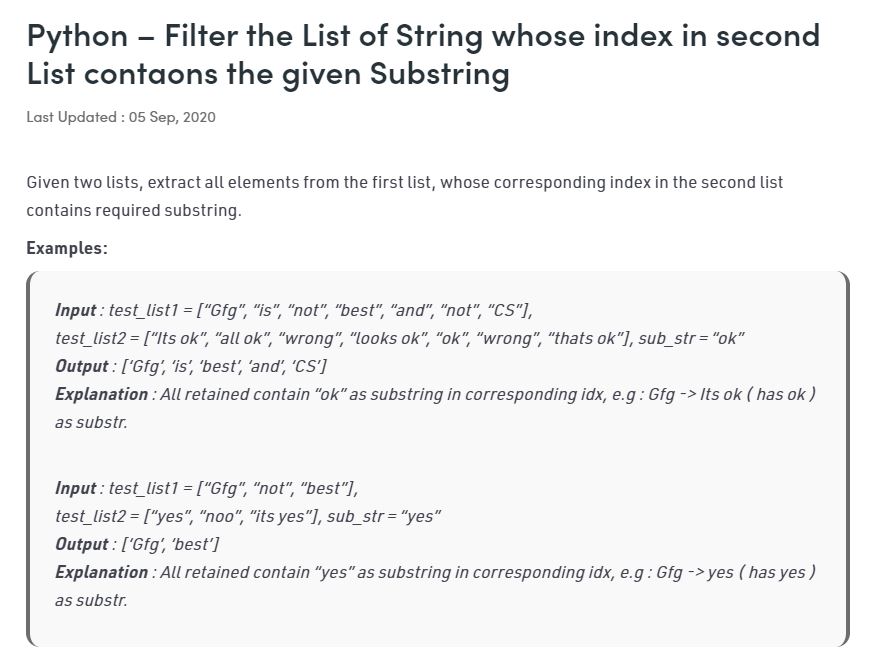 Python – Filter the List of String whose index in second
List contaons the given Substring
Last Updated : 05 Sep, 2020
Given two lists, extract all elements from the first list, whose corresponding index in the second list
contains required substring.
Examples:
Input : test_list1 = [“Gfg”, “is”, “not”, “best”, “and”, “not”, “CS”],
test_list2 = [“Its ok”, “all ok”, “wrong”, “looks ok”, “ok”, “wrong”, “thats ok”], sub_str = “ok”
Output : [‘Gfg’, ‘is’, ‘best’, ‘and’, ‘CS’]
Explanation : All retained contain “ok” as substring in corresponding idx, e.g : Gfg -> Its ok ( has ok )
as substr.
Input : test_list1 = [“Gfg”, “not”, “best”],
test_list2 = [“yes”, “noo”, “its yes”], sub_str = “yes”
Output : [‘Gfg’, ‘best’]
Explanation : All retained contain “yes” as substring in corresponding idx, e.g : Gfg -> yes ( has yes )
as substr.